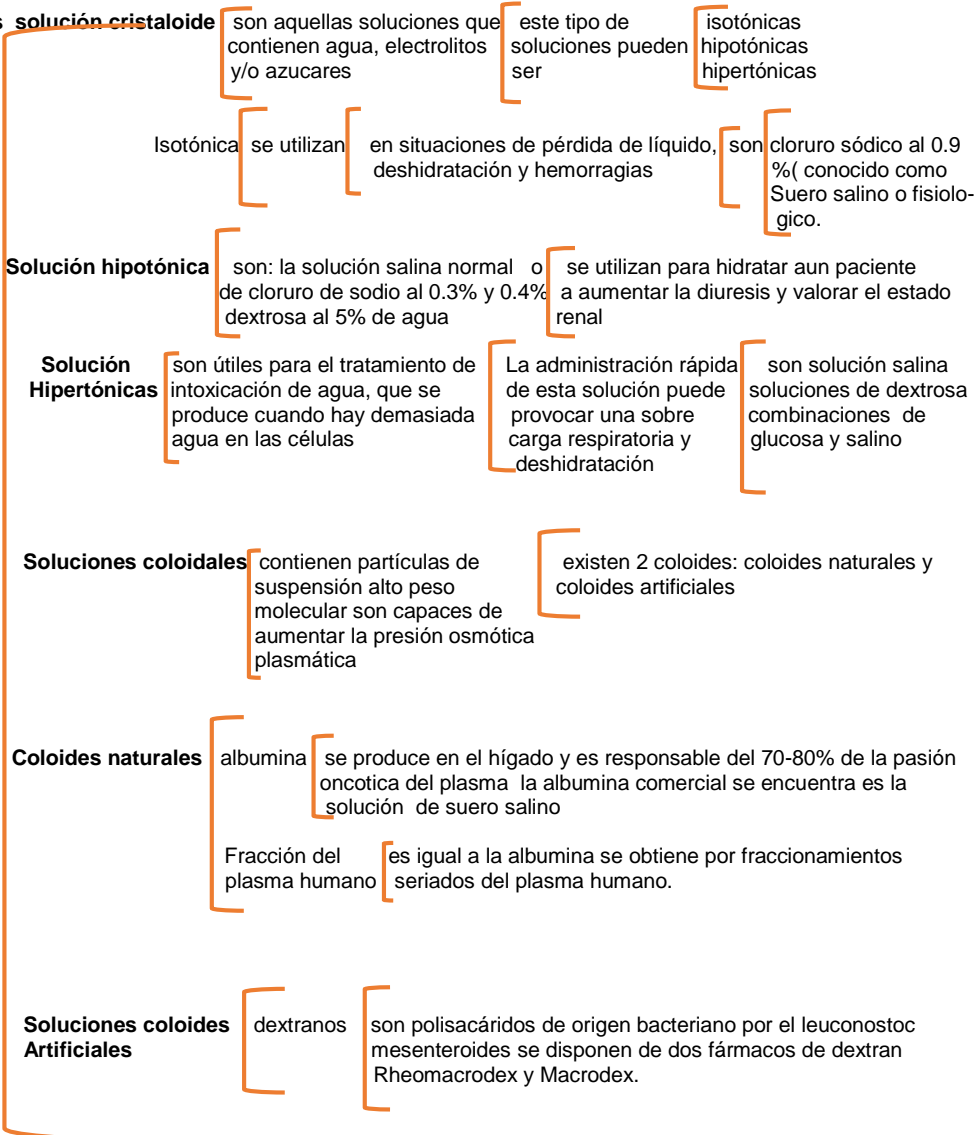 s solución cristaloide son aquellas soluciones que este tipo de isotónicas
contienen agua, electrolitos soluciones pueden hipotónicas
y/o azucares ser hipertónicas
Isotónica se utilizan en situaciones de pérdida de líquido, son cloruro sódico al 0.9
deshidratación y hemorragias %( conocido como
Suero salino o fisiolo-
gico.
Solución hipotónica son: la solución salina normal o se utilizan para hidratar aun paciente
de cloruro de sodio al 0.3% y 0.4% a aumentar la diuresis y valorar el estado
dextrosa al 5% de agua renal
Solución son útiles para el tratamiento de La administración rápida son solución salina
Hipertónicas intoxicación de agua, que se de esta solución puede soluciones de dextrosa
produce cuando hay demasiada provocar una sobre combinaciones de
agua en las células carga respiratoria y glucosa y salino
deshidratación
Soluciones coloidales contienen partículas de existen 2 coloides: coloides naturales y
suspensión alto peso coloides artificiales
molecular son capaces de
aumentar la presión osmótica
plasmática
Coloides naturales albumina se produce en el hígado y es responsable del 70-80% de la pasión
oncotica del plasma la albumina comercial se encuentra es la
solución de suero salino
Fracción del es igual a la albumina se obtiene por fraccionamientos
plasma humano seriados del plasma humano.
Soluciones coloides dextranos son polisacáridos de origen bacteriano por el leuconostoc
Artificiales mesenteroides se disponen de dos fármacos de dextran
Rheomacrodex y Macrodex.